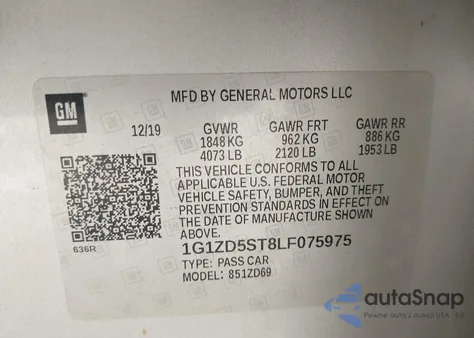 GM
MFD BY GENERAL MOTORS LLC
12/19 GVWR GAWR FRT GAWR RR
1848 KG 962 KG 886 KG
4073 LB 2120 LB 1953 LB
THIS VEHICLE CONFORMS TO ALL
APPLICABLE U.S. FEDERAL MOTOR
VEHICLE SAFETY, BUMPER, AND THEFT
PREVENTION STANDARDS IN EFFECT ON
THE DATE OF MANUFACTURE SHOWN
ABOVE.
636R
1G1ZD5ST8LF075975
TYPE: PASS CAR
MODEL: 851ZD69
autoSnap